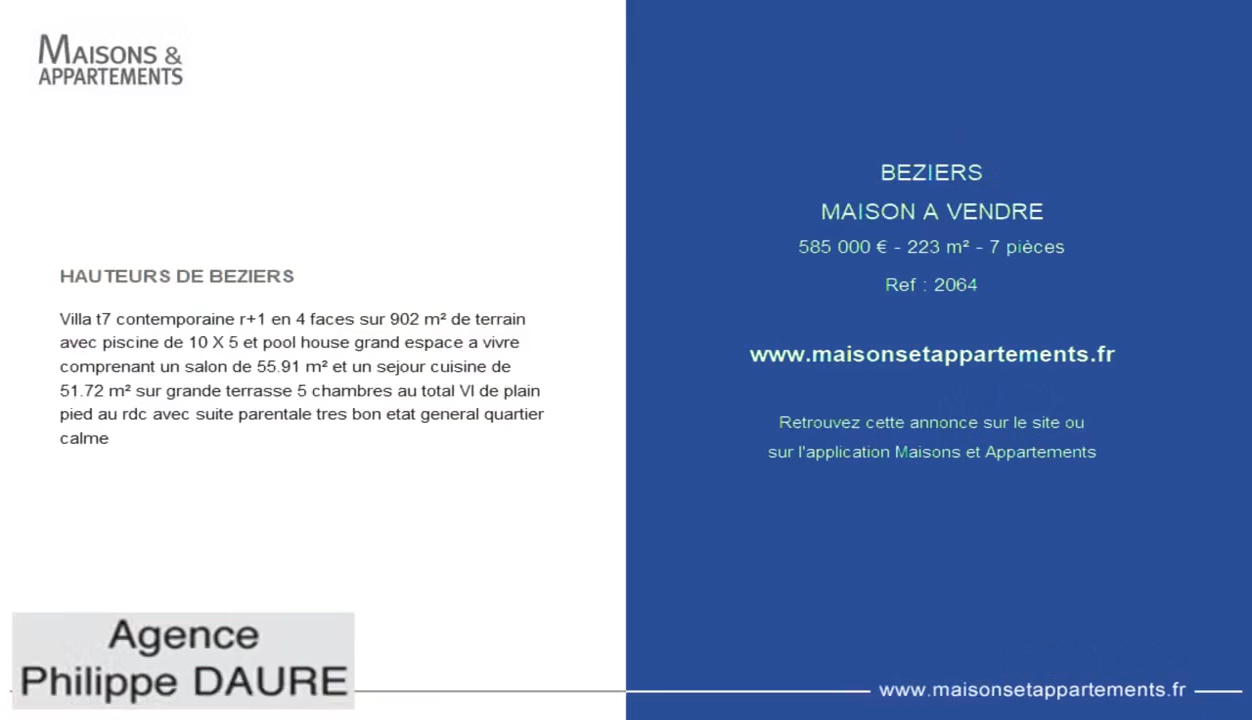 MAISONS &
APPARTEMENTS
HAUTEURS DE BEZIERS
Villa t7 contemporaine r+1 en 4 faces sur 902 m² de terrain
avec piscine de 10 X 5 et pool house grand espace a vivre
comprenant un salon de 55.91 m² et un sejour cuisine de
51.72 m² sur grande terrasse 5 chambres au total VI de plain
pied au rdc avec suite parentale tres bon etat general quartier
calme
Agence
Philippe DAURE
BEZIERS
MAISON A VENDRE
585 000 € - 223 m² - 7 pièces
Ref : 2064
www.maisonsetappartements.fr
Retrouvez cette annonce sur le site ou
sur l'application Maisons et Appartements
www.maisonsetappartements.fr